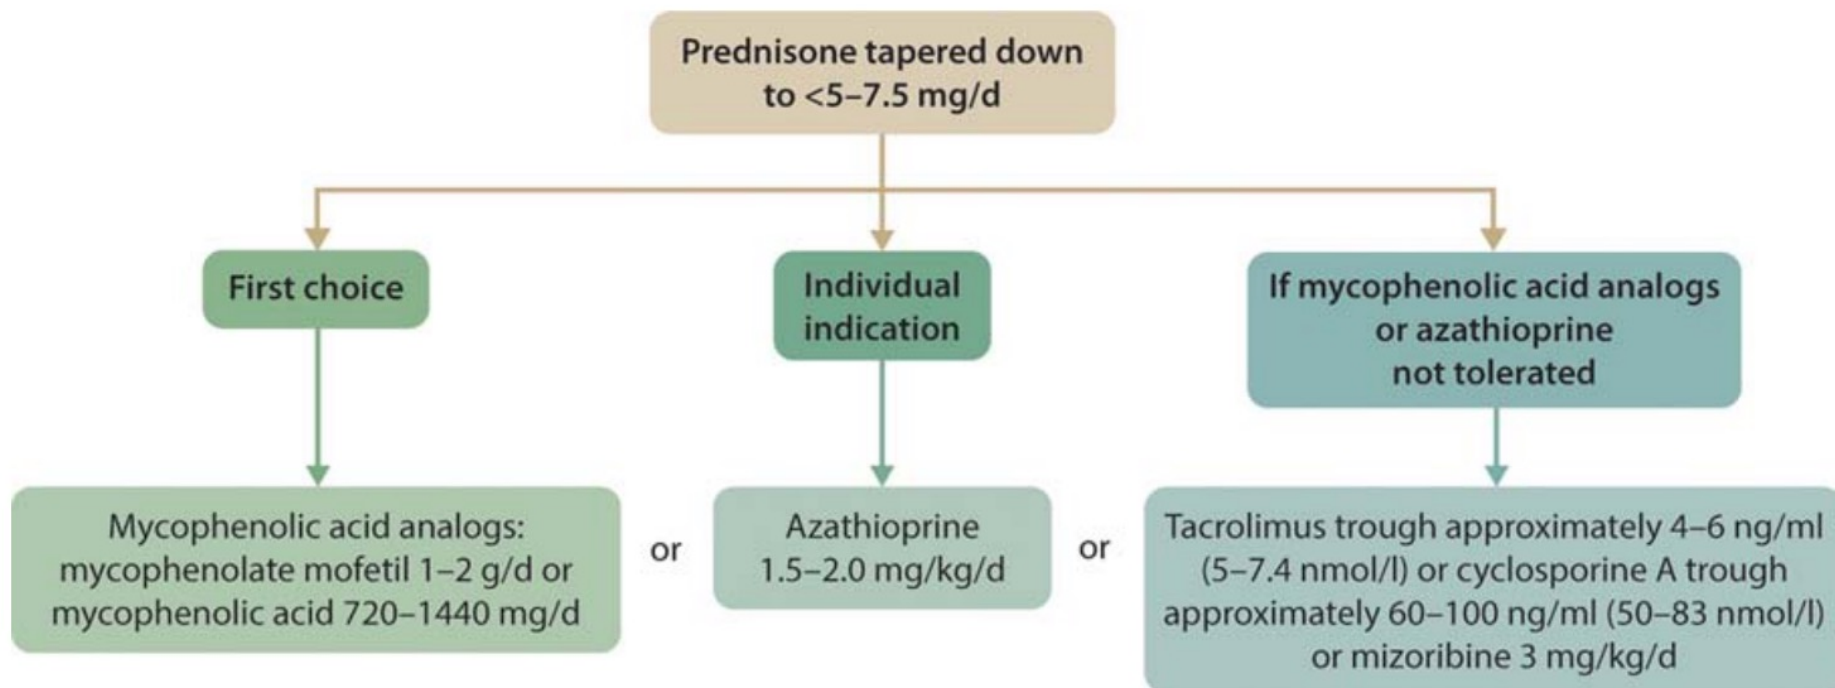 Prednisone tapered down
to <5–7.5 mg/d
First choice
Individual
indication
If mycophenolic acid analogs
or azathioprine
not tolerated
Mycophenolic acid analogs:
mycophenolate mofetil 1–2 g/d or
mycophenolic acid 720–1440 mg/d
or
Azathioprine
1.5–2.0 mg/kg/d
or
Tacrolimus trough approximately 4–6 ng/ml
(5–7.4 nmol/l) or cyclosporine A trough
approximately 60–100 ng/ml (50–83 nmol/l)
or mizoribine 3 mg/kg/d